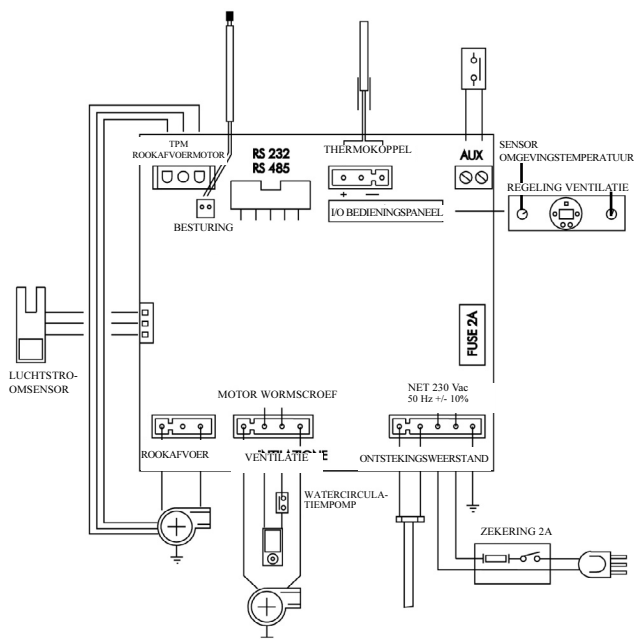 TPM
ROOKAFVOERMOTOR
RS 232
RS 485
THERMOKOPPEL
AUX
SENSOR
OMGEVINGSTEMPERATUUR
REGELING VENTILATIE
+ —
I/O BEDIENINGSPANEEL
BESTURING
FUSE 2A
LUCHTSTRO-
OMSENSOR
MOTOR WORMSCROEF
NET 230 Vac
50 Hz +/- 10%
ROOKAFVOER
VENTILATIE
ONTSTEKINGSWEERSTAND
WATERCIRCULA-
TIEMPOMP
ZEKERING 2A